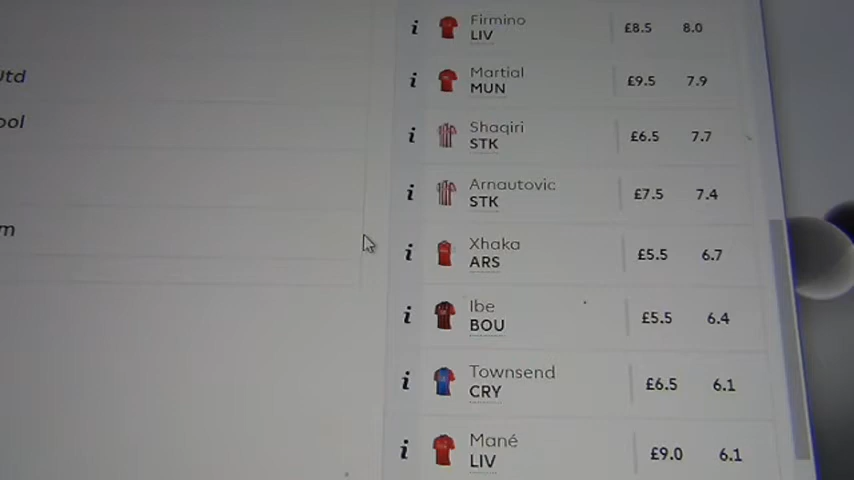 Utd
ool
m
i Firmino £8.5 8.0
LIV
i Martial £9.5 7.9
MUN
i Shaqiri £6.5 7.7
STK
i Arnautovic £7.5 7.4
STK
i Xhaka £5.5 6.7
ARS
i Ibe £5.5 6.4
BOU
i Townsend £6.5 6.1
CRY
i Mané £9.0 6.1
LIV